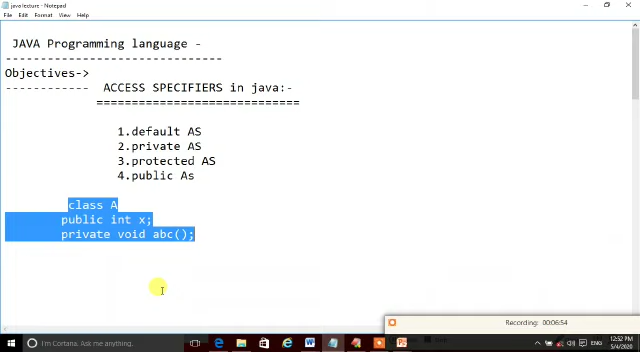 java lecture - Notepad
File Edit Format View Help
JAVA Programming language -
------------------------------
Objectives->
------------ ACCESS SPECIFIERS in java:-
=============================
1.default AS
2.private AS
3.protected AS
4.public As
class A
public int x;
private void abc();
Recording: 00:06:54
I'm Cortana. Ask me anything.
ENG
12:52 PM
5/4/2020